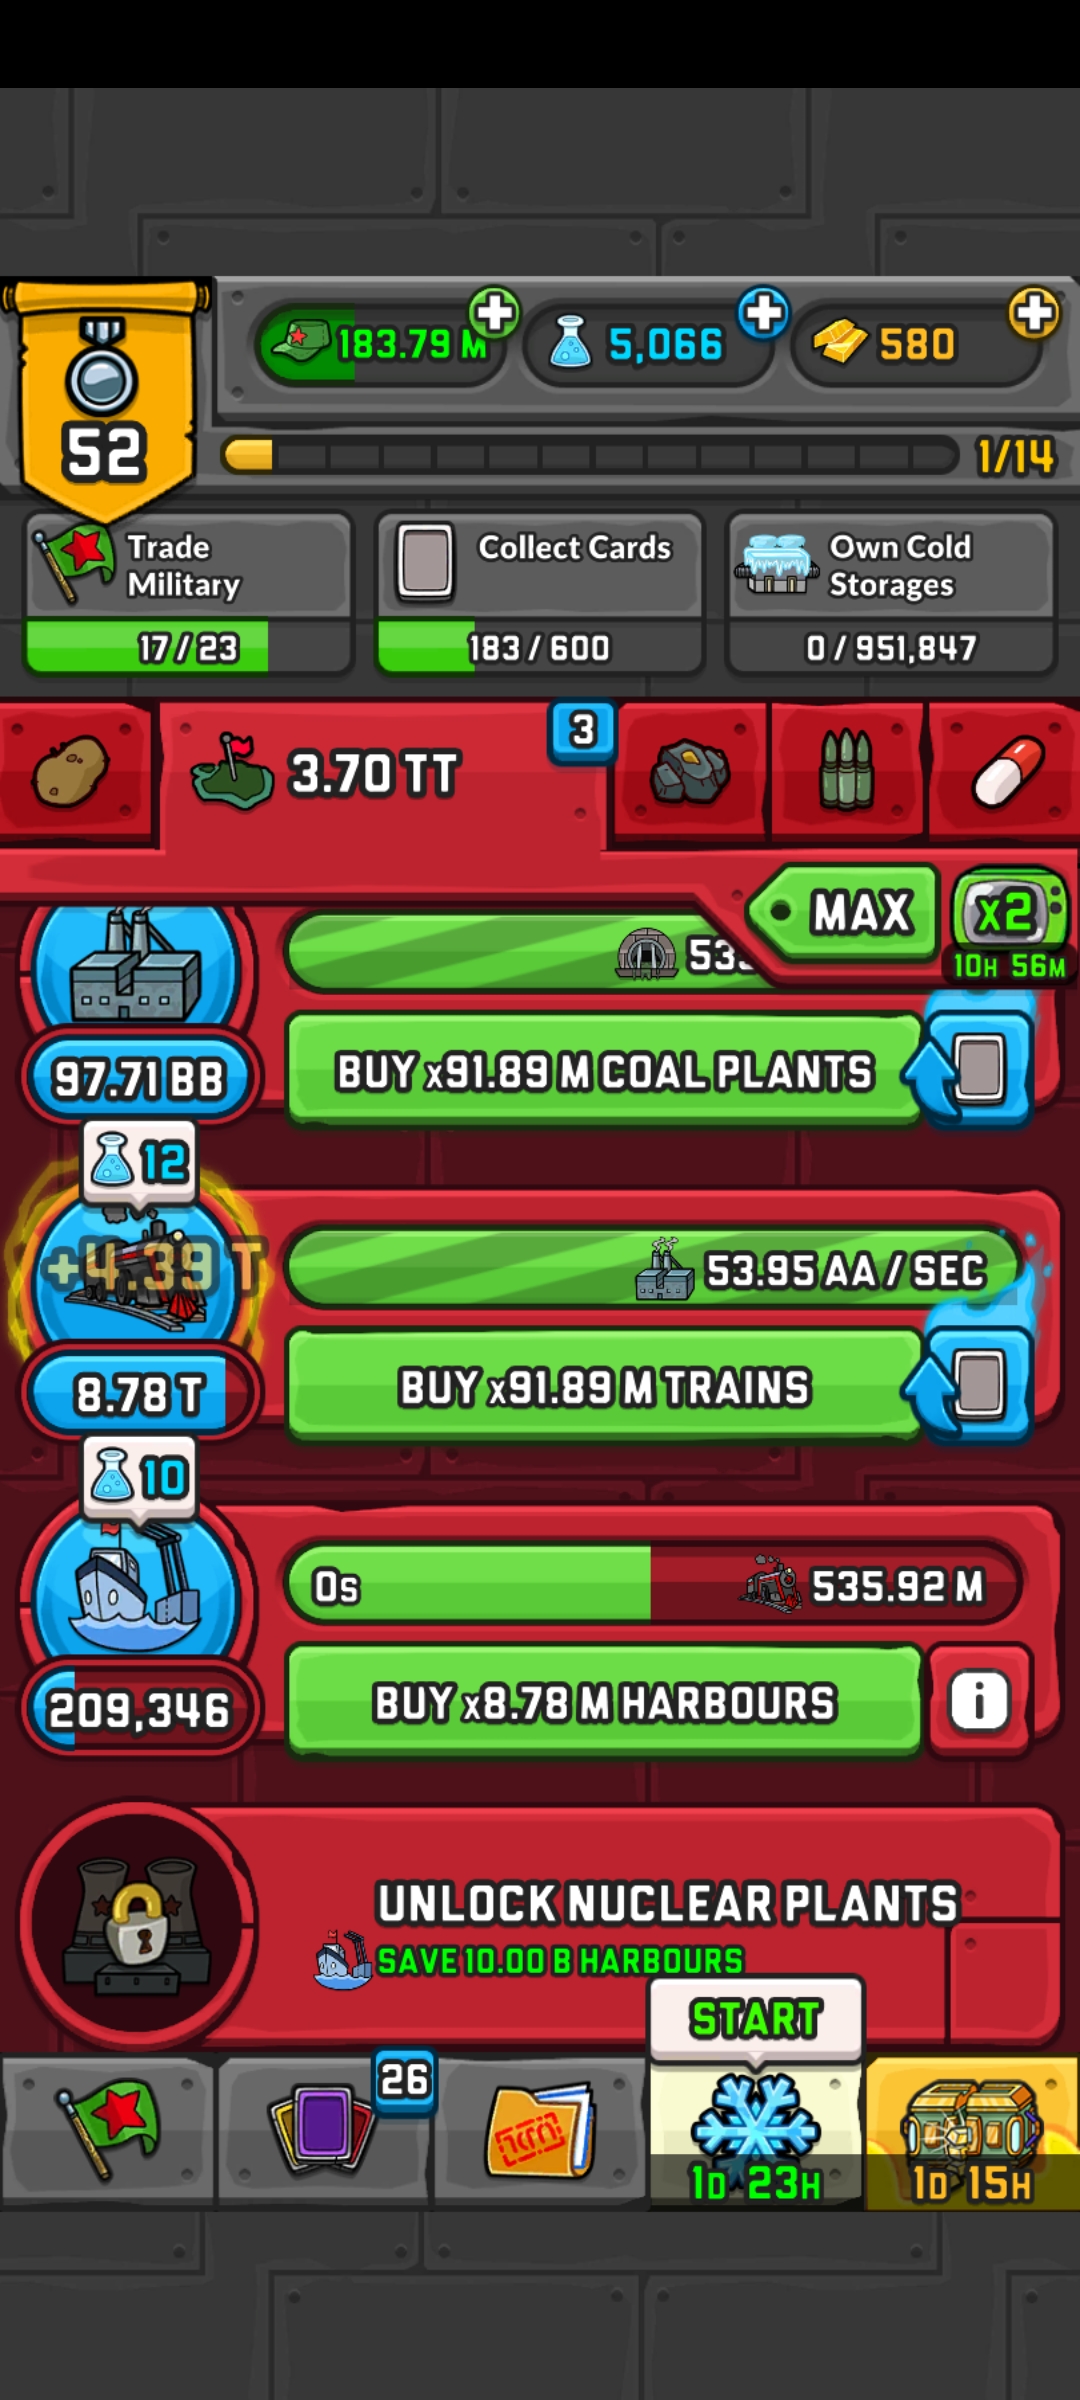 183.79 M
5,066
580
52
1/14
Trade
Military
17/23
Collect Cards
183/600
Own Cold
Storages
0/951,847
3.70 TT
3
MAX
x2
10H 56M
97.71 BB
BUY x91.89 M COAL PLANTS
12
+4.39 T
53.95 AA / SEC
8.78 T
BUY x91.89 M TRAINS
10
0s
535.92 M
209,346
BUY x8.78 M HARBOURS
i
UNLOCK NUCLEAR PLANTS
SAVE 10.00 B HARBOURS
START
26
1D 23H
1D 15H